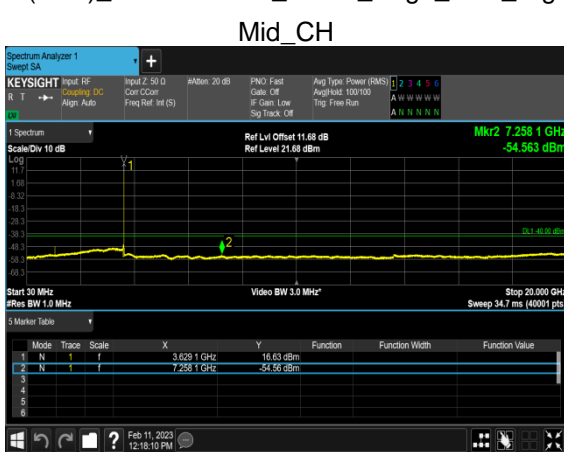 Mid_CH
Spectrum Analyzer 1
Swept SA
+
KEYSIGHT Input: RF Input Z: 50 Ω #Atten: 20 dB PNO: Fast Avg Type: Power (RMS) 1 2 3 4 5 6
R T Coupling: DC Corr CCorr Gate: Off Avg|Hold: 100/100 A W W W W W
Align: Auto Freq Ref: Int (S) IF Gain: Low Trig: Free Run
Sig Track: Off A N N N N N
1 Spectrum Ref Lvl Offset 11.68 dB Mkr2 7.258 1 GHz
Scale/Div 10 dB Ref Level 21.68 dBm -54.563 dBm
Log
11.7
1.68
-8.32
-18.3
-28.3
-38.3
-48.3
-58.3
-68.3
1
2
DL1 -40.00 dBm
Start 30 MHz Video BW 3.0 MHz* Stop 20.000 GHz
#Res BW 1.0 MHz Sweep 34.7 ms (40001 pts)
5 Marker Table
Mode Trace Scale X Y Function Function Width Function Value
1 N 1 f 3.629 1 GHz 16.63 dBm
2 N 1 f 7.258 1 GHz -54.56 dBm
3
4
5
6
? Feb 11, 2023
12:18:10 PM